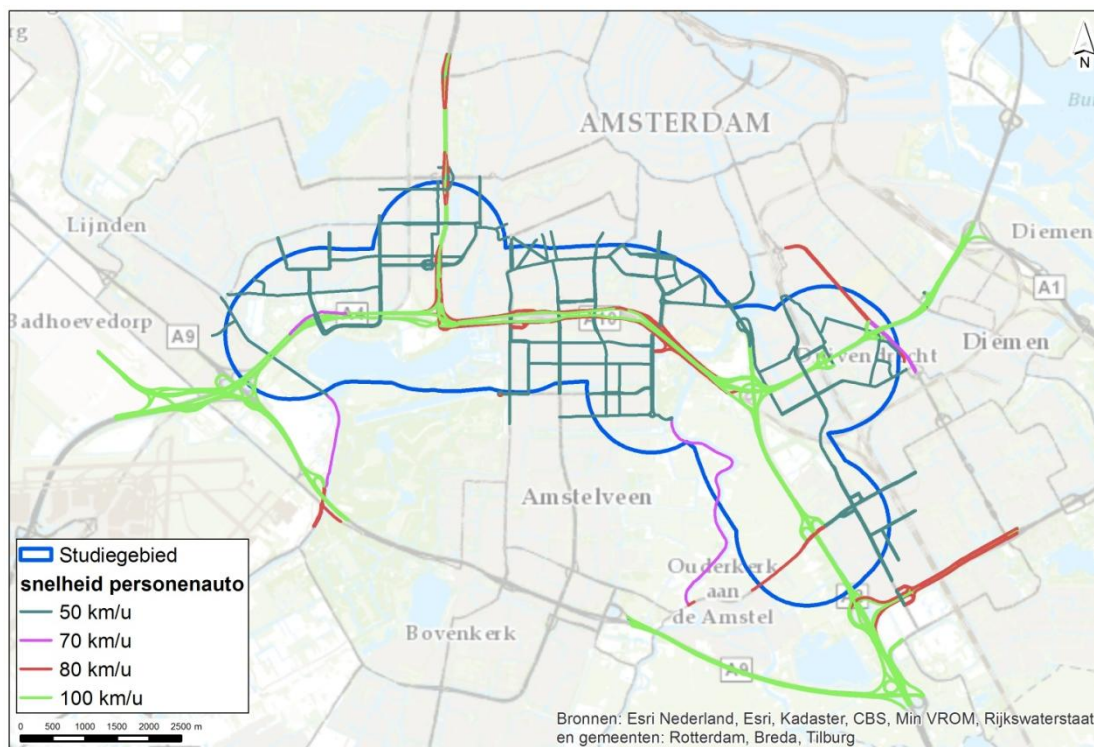 AMSTERDAM
N
Lijnden
Diemen
A1
Badhoevedorp
A9
A4
A10
Duivendrecht
Diemen
Amstelveen
Ouderkerk
aan
de Amstel
A2
Bovenkerk
A9
Studiegebied
snelheid personenauto
50 km/u
70 km/u
80 km/u
100 km/u
0 500 1000 1500 2000 2500 m
Bronnen: Esri Nederland, Esri, Kadaster, CBS, Min VROM, Rijkswaterstaat
en gemeenten: Rotterdam, Breda, Tilburg